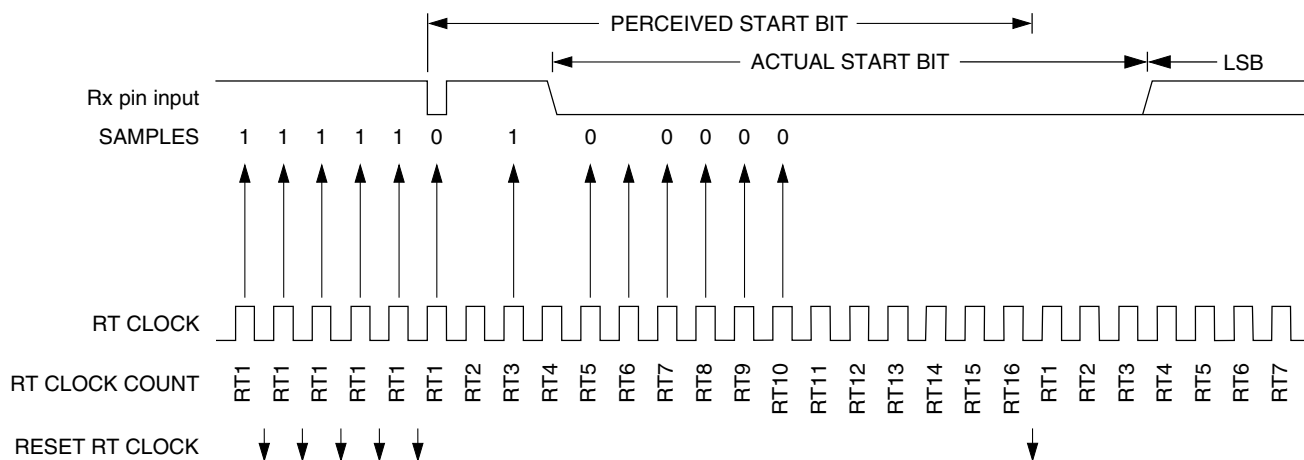 PERCEIVED START BIT
ACTUAL START BIT LSB
Rx pin input
SAMPLES 1 1 1 1 1 0 1 0 0 0 0 0
RT CLOCK
RT CLOCK COUNT RT1 RT1 RT1 RT1 RT1 RT1 RT2 RT3 RT4 RT5 RT6 RT7 RT8 RT9 RT10 RT11 RT12 RT13 RT14 RT15 RT16 RT1 RT2 RT3 RT4 RT5 RT6 RT7
RESET RT CLOCK